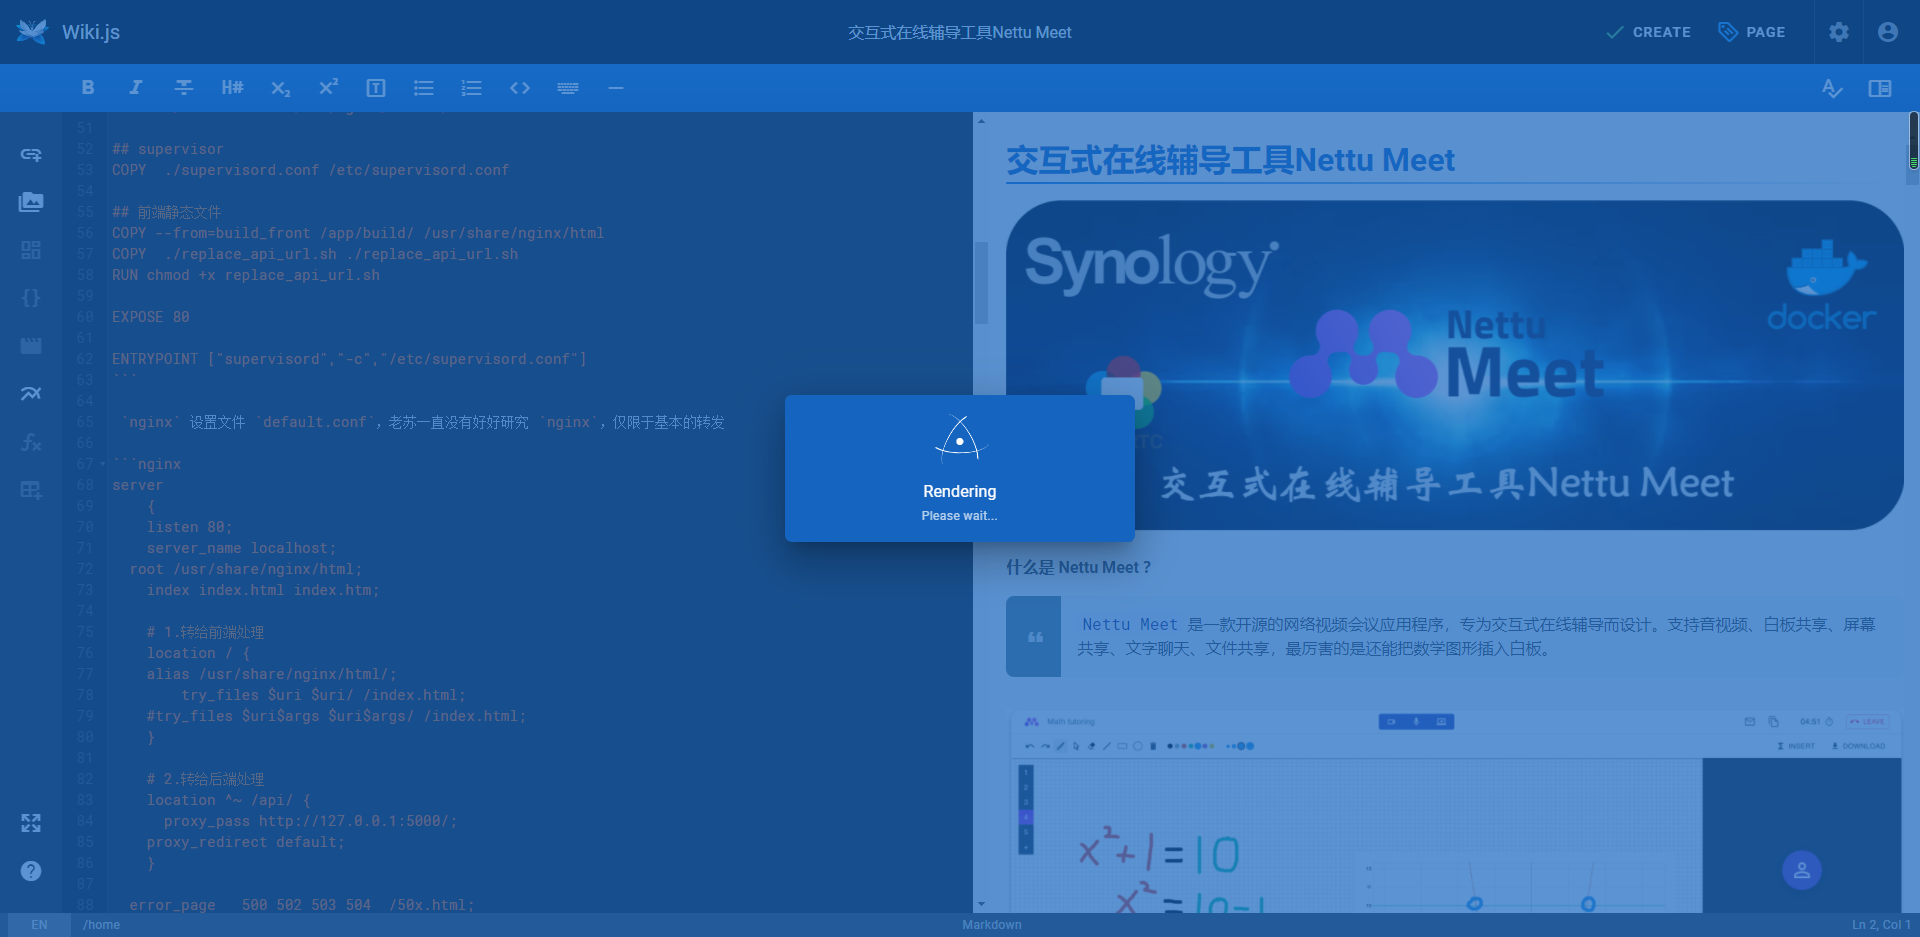 Wiki.js
交互式在线辅导工具Nettu Meet
CREATE
PAGE
B
I
H#
51
52 ## supervisor
53 COPY  ./supervisord.conf /etc/supervisord.conf
54
55 ## 前端静态文件
56 COPY --from=build_front /app/build/ /usr/share/nginx/html
57 COPY  ./replace_api_url.sh ./replace_api_url.sh
58 RUN chmod +x replace_api_url.sh
59
60 EXPOSE 80
61
62 ENTRYPOINT ["supervisord","-c","/etc/supervisord.conf"]
63 ```
64
65 `nginx` 设置文件 `default.conf`，老苏一直没有好好研究 `nginx`，仅限于基本的转发
66
67 ```nginx
68 server
69 {
70 listen 80;
71 server_name localhost;
72 root /usr/share/nginx/html;
73 index index.html index.htm;
74
75 # 1.转给前端处理
76 location / {
77 alias /usr/share/nginx/html/;
78 try_files $uri $uri/ /index.html;
79 #try_files $uri$args $uri$args/ /index.html;
80 }
81
82 # 2.转给后端处理
83 location ^~ /api/ {
84 proxy_pass http://127.0.0.1:5000/;
85 proxy_redirect default;
86 }
87
88 error_page   500 502 503 504  /50x.html;
交互式在线辅导工具Nettu Meet
Synology
docker
Nettu
Meet
TC
交互式在线辅导工具Nettu Meet
Rendering
Please wait...
什么是 Nettu Meet ？
Nettu Meet 是一款开源的网络视频会议应用程序，专为交互式在线辅导而设计。支持音视频、白板共享、屏幕
共享、文字聊天、文件共享，最厉害的是还能把数学图形插入白板。
Math tutoring
04:51
LEAVE
INSERT
DOWNLOAD
1
2
3
4
5
+
x²+1=10
x²=10-1
EN
/home
Markdown
Ln 2, Col 1